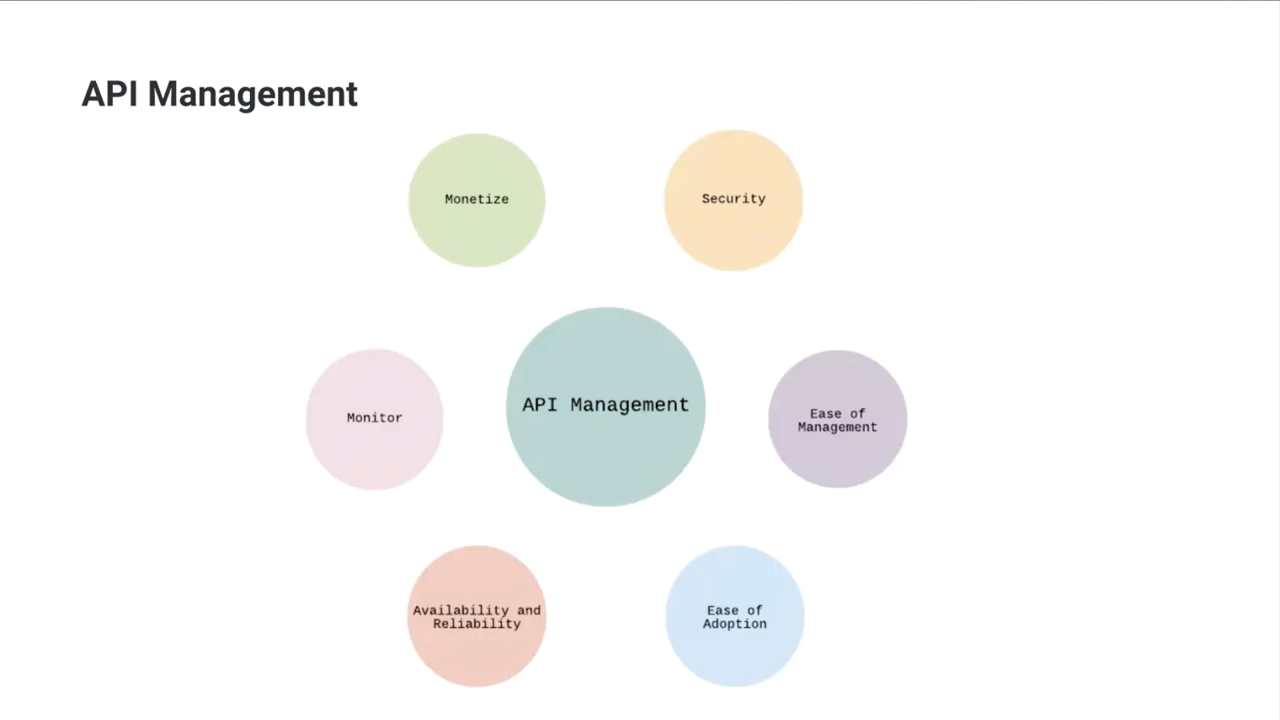 API Management
Monetize
Security
Monitor
API Management
Ease of
Management
Availability and
Reliability
Ease of
Adoption